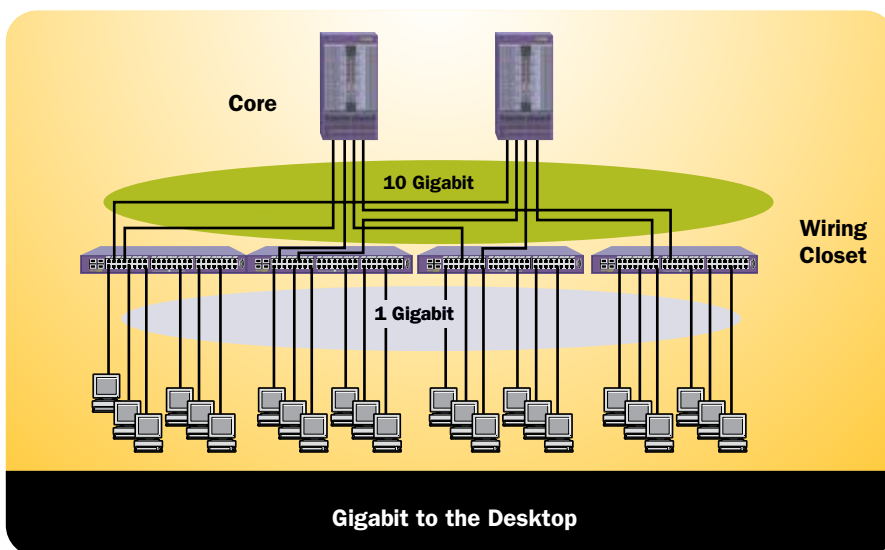 Core
10 Gigabit
Wiring
Closet
1 Gigabit
Gigabit to the Desktop